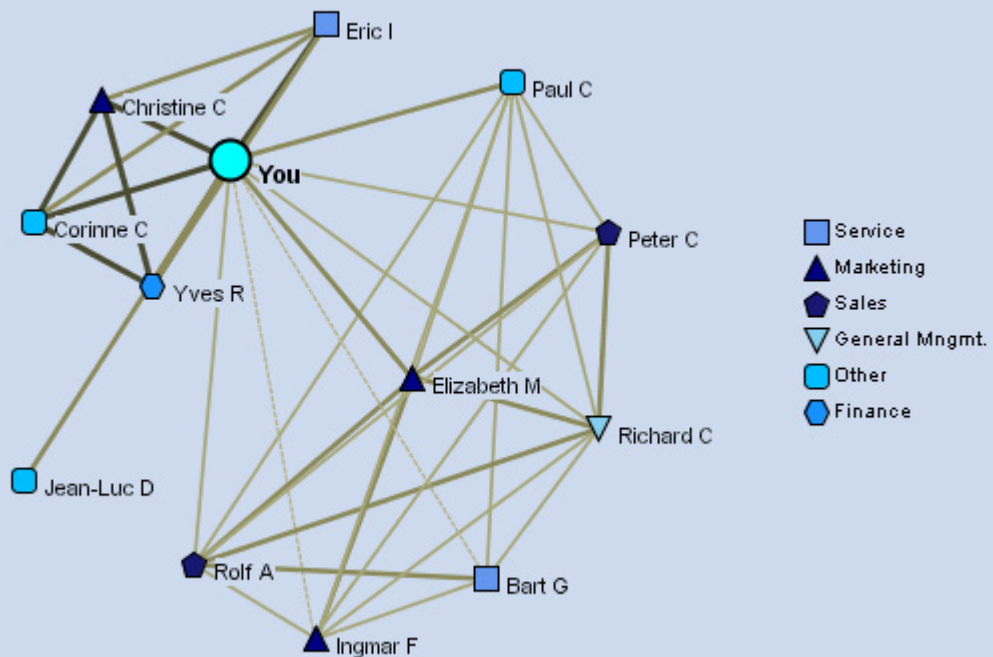 Eric I
Paul C
Christine C
You
Corinne C
Peter C
Yves R
Elizabeth M
Richard C
Jean-Luc D
Rolf A
Bart G
Ingmar F
Service
Marketing
Sales
General Mngmt.
Other
Finance